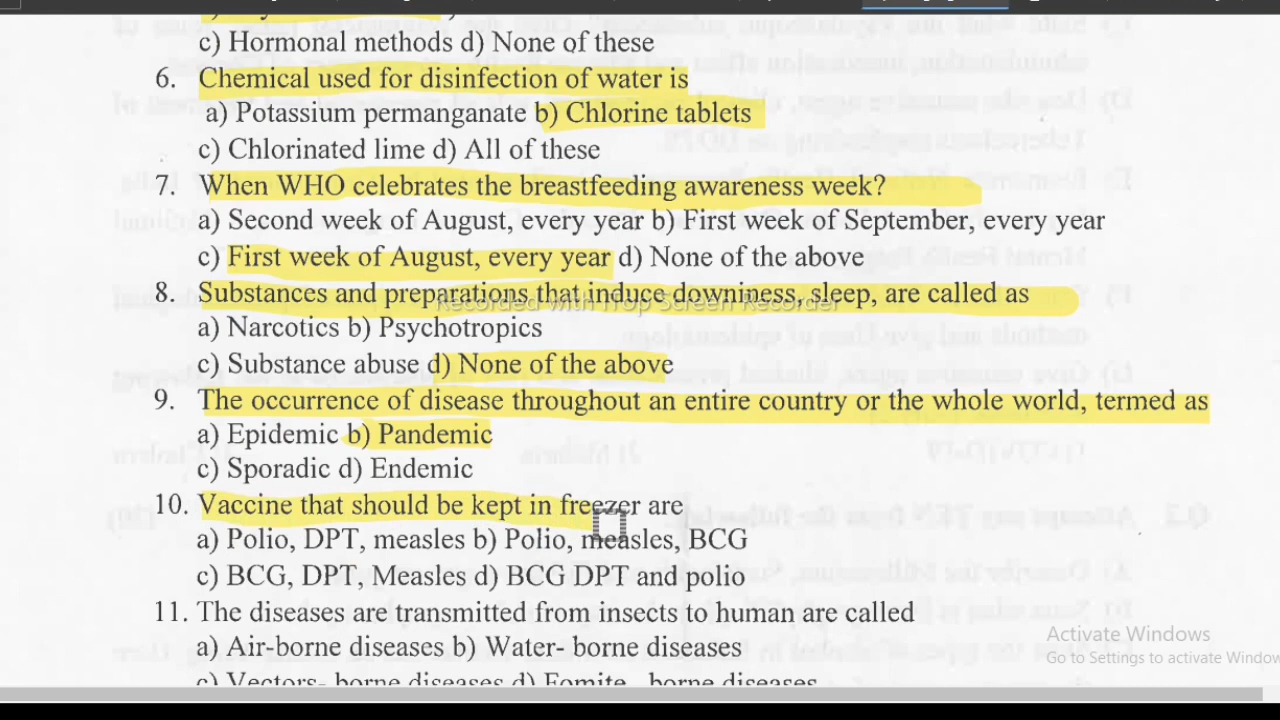 c) Hormonal methods d) None of these
6. Chemical used for disinfection of water is
a) Potassium permanganate b) Chlorine tablets
c) Chlorinated lime d) All of these
7. When WHO celebrates the breastfeeding awareness week?
a) Second week of August, every year b) First week of September, every year
c) First week of August, every year d) None of the above
8. Substances and preparations that induce downiness, sleep, are called as
Recorded with iTop Screen Recorder
a) Narcotics b) Psychotropics
c) Substance abuse d) None of the above
9. The occurrence of disease throughout an entire country or the whole world, termed as
a) Epidemic b) Pandemic
c) Sporadic d) Endemic
10. Vaccine that should be kept in freezer are
a) Polio, DPT, measles b) Polio, measles, BCG
c) BCG, DPT, Measles d) BCG DPT and polio
11. The diseases are transmitted from insects to human are called
a) Air-borne diseases b) Water- borne diseases
c) Vectors- borne diseases d) Fomite - borne diseases
Activate Windows
Go to Settings to activate Window